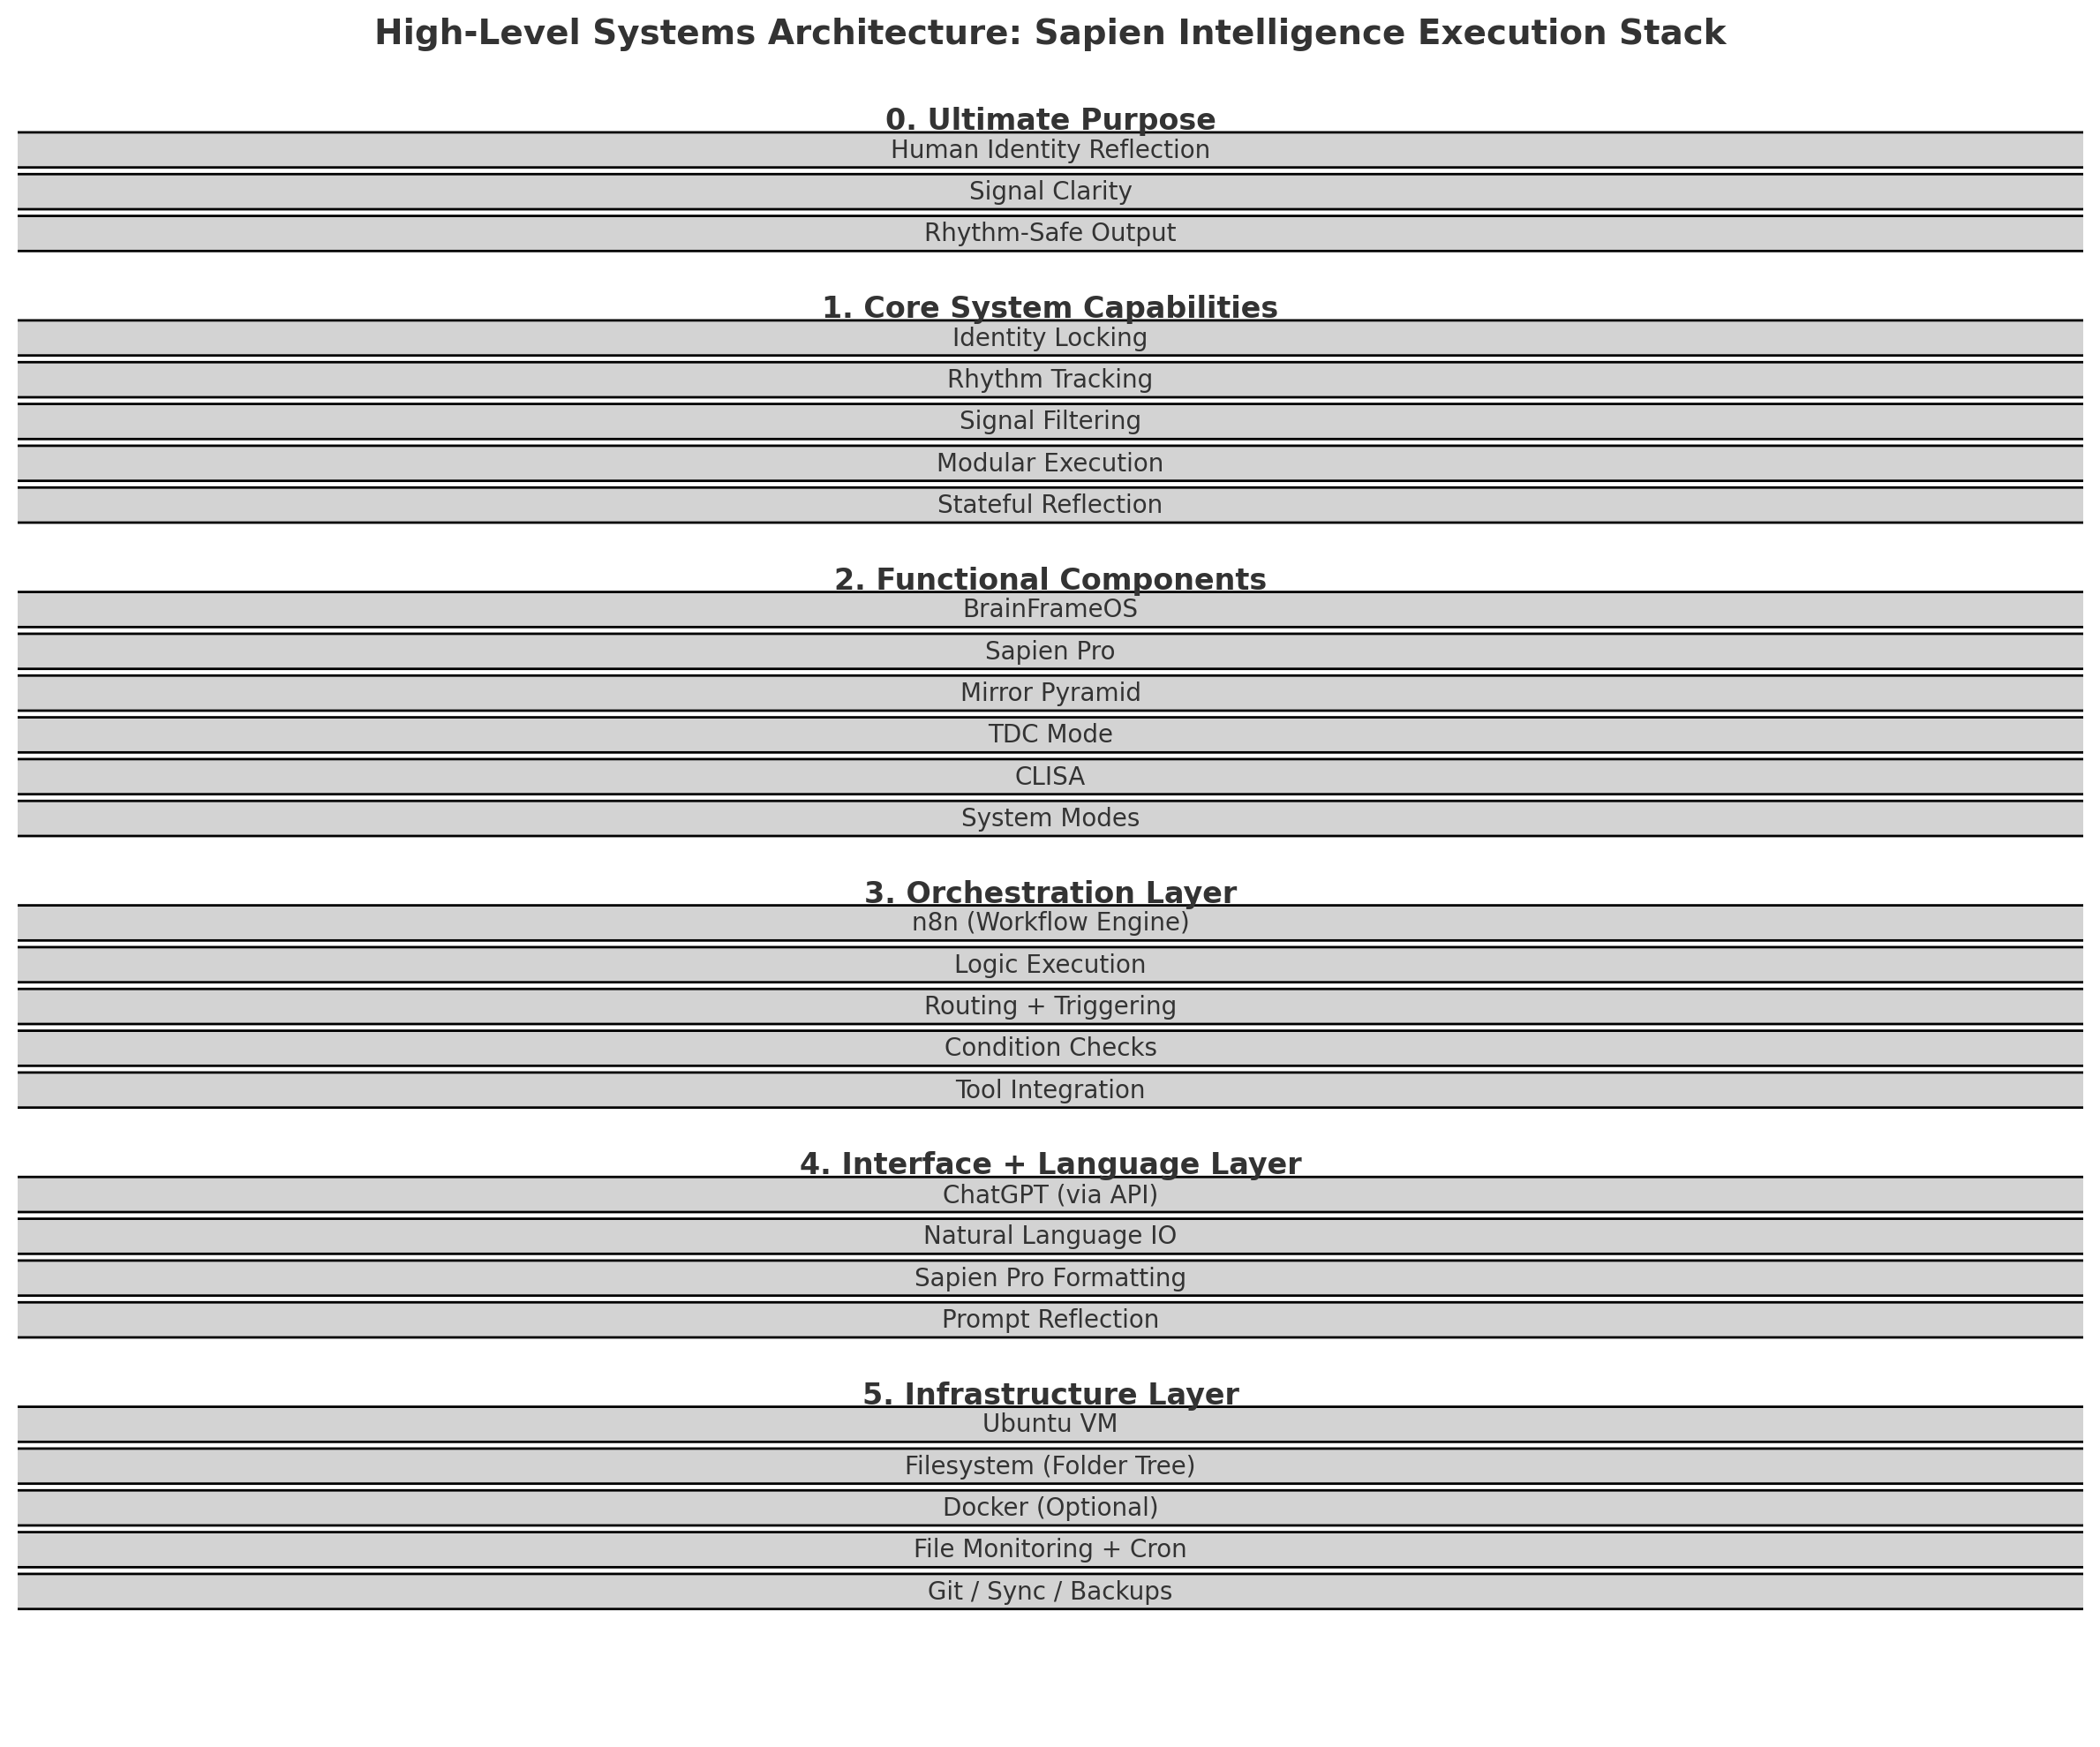 High-Level Systems Architecture: Sapien Intelligence Execution Stack
0. Ultimate Purpose
Human Identity Reflection
Signal Clarity
Rhythm-Safe Output
1. Core System Capabilities
Identity Locking
Rhythm Tracking
Signal Filtering
Modular Execution
Stateful Reflection
2. Functional Components
BrainFrameOS
Sapien Pro
Mirror Pyramid
TDC Mode
CLISA
System Modes
3. Orchestration Layer
n8n (Workflow Engine)
Logic Execution
Routing + Triggering
Condition Checks
Tool Integration
4. Interface + Language Layer
ChatGPT (via API)
Natural Language IO
Sapien Pro Formatting
Prompt Reflection
5. Infrastructure Layer
Ubuntu VM
Filesystem (Folder Tree)
Docker (Optional)
File Monitoring + Cron
Git / Sync / Backups